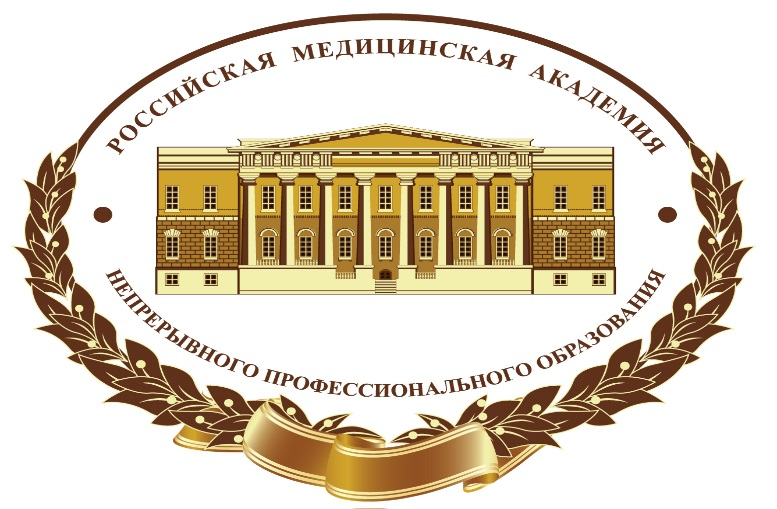 РОССИЙСКАЯ МЕДИЦИНСКАЯ АКАДЕМИЯ
НЕПРЕРЫВНОГО ПРОФЕССИОНАЛЬНОГО ОБРАЗОВАНИЯ